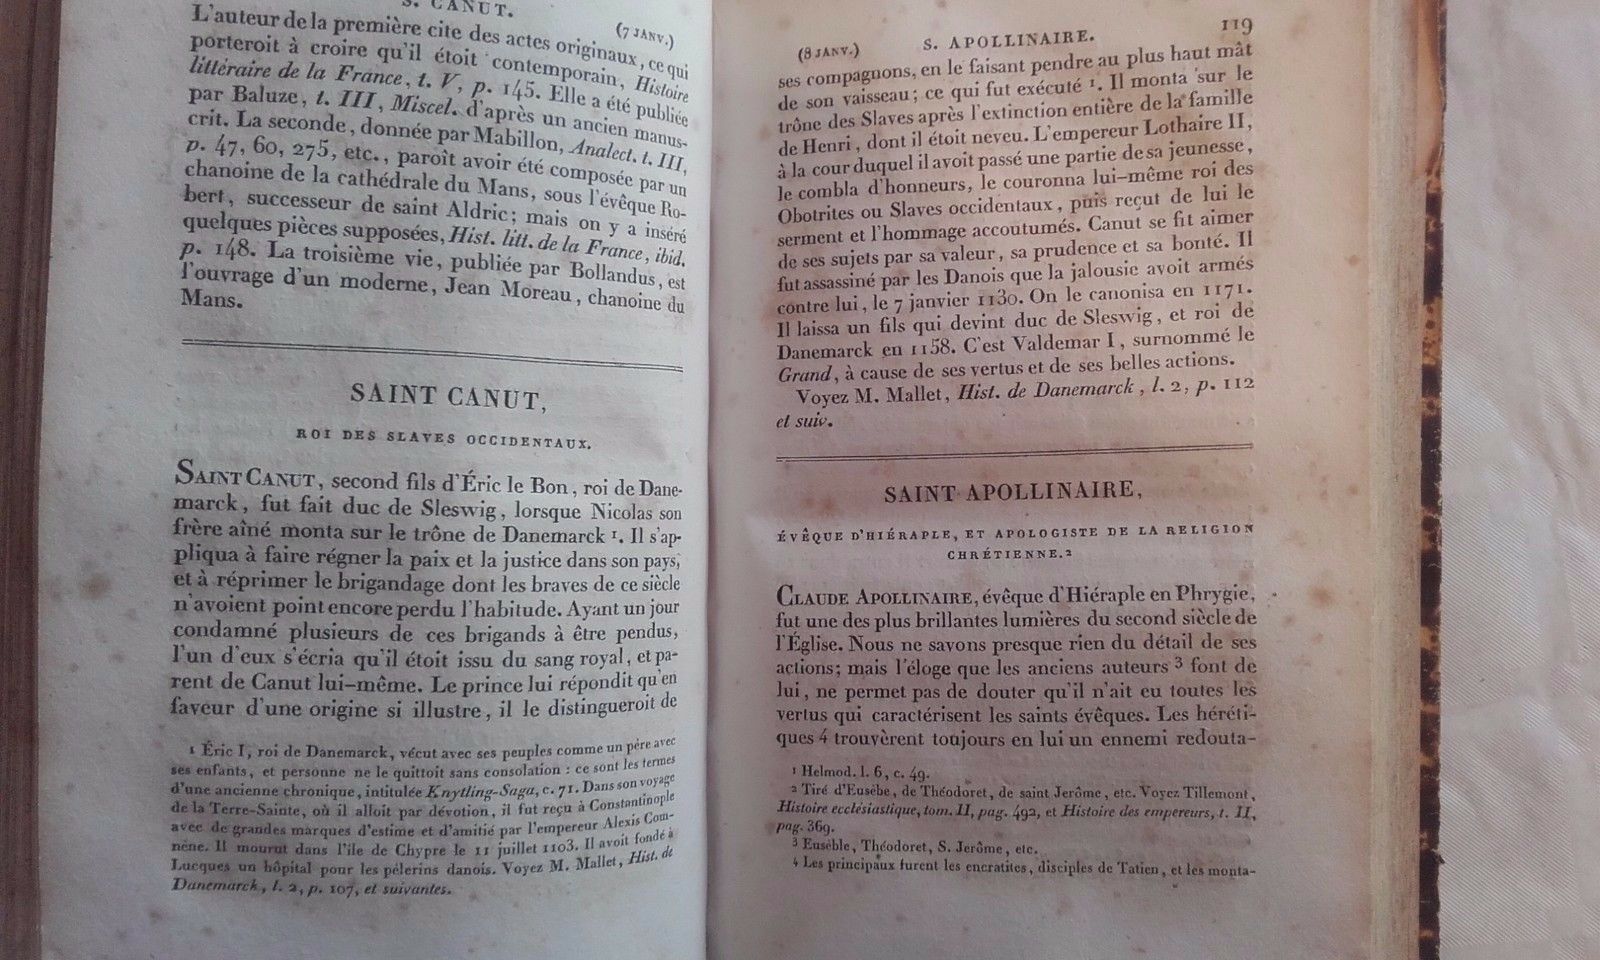 S. CANUT.
(7 JANV.)
L'auteur de la première cite des actes originaux, ce qui
porteroit à croire qu'il étoit contemporain, Histoire
littéraire de la France, t. V, p. 145. Elle a été publiée
par Baluze, t. III, Miscel. d'après un ancien manus-
crit. La seconde, donnée par Mabillon, Analect. t. III,
p. 47, 60, 275, etc., paroît avoir été composée par un
chanoine de la cathédrale du Mans, sous l'évêque Ro-
bert, successeur de saint Aldric; mais on y a inséré
quelques pièces supposées, Hist. litt. de la France, ibid.
p. 148. La troisième vie, publiée par Bollandus, est
l'ouvrage d'un moderne, Jean Moreau, chanoine du
Mans.
SAINT CANUT,
ROI DES SLAVES OCCIDENTAUX.
SAINT CANUT, second fils d'Éric le Bon, roi de Dane-
marck, fut fait duc de Sleswig, lorsque Nicolas son
frère aîné monta sur le trône de Danemarck 1. Il s'ap-
pliqua à faire régner la paix et la justice dans son pays,
et à réprimer le brigandage dont les braves de ce siècle
n'avoient point encore perdu l'habitude. Ayant un jour
condamné plusieurs de ces brigands à être pendus,
l'un d'eux s'écria qu'il étoit issu du sang royal, et pa-
rent de Canut lui-même. Le prince lui répondit qu'en
faveur d'une origine si illustre, il le distingueroit de
1 Éric I, roi de Danemarck, vécut avec ses peuples comme un père avec
ses enfants, et personne ne le quittoit sans consolation : ce sont les termes
d'une ancienne chronique, intitulée Knytling-Saga, c. 71. Dans son voyage
de la Terre-Sainte, où il alloit par dévotion, il fut reçu à Constantinople
avec de grandes marques d'estime et d'amitié par l'empereur Alexis Com-
nène. Il mourut dans l'île de Chypre le 11 juillet 1103. Il avoit fondé à
Lucques un hôpital pour les pélerins danois. Voyez M. Mallet, Hist. de
Danemarck, l. 2, p. 107, et suivantes.
(8 JANV.) S. APOLLINAIRE. 119
ses compagnons, en le faisant pendre au plus haut mât
de son vaisseau; ce qui fut exécuté 1. Il monta sur le
trône des Slaves après l'extinction entière de la famille
de Henri, dont il étoit neveu. L'empereur Lothaire II,
à la cour duquel il avoit passé une partie de sa jeunesse,
le combla d'honneurs, le couronna lui-même roi des
Obotrites ou Slaves occidentaux, puis reçut de lui le
serment et l'hommage accoutumés. Canut se fit aimer
de ses sujets par sa valeur, sa prudence et sa bonté. Il
fut assassiné par les Danois que la jalousie avoit armés
contre lui, le 7 janvier 1130. On le canonisa en 1171.
Il laissa un fils qui devint duc de Sleswig, et roi de
Danemarck en 1158. C'est Valdemar I, surnommé le
Grand, à cause de ses vertus et de ses belles actions.
Voyez M. Mallet, Hist. de Danemarck, l. 2, p. 112
et suiv.
SAINT APOLLINAIRE,
ÉVÊQUE D'HIÉRAPLE, ET APOLOGISTE DE LA RELIGION
CHRÉTIENNE.2
CLAUDE APOLLINAIRE, évêque d'Hiéraple en Phrygie,
fut une des plus brillantes lumières du second siècle de
l'Église. Nous ne savons presque rien du détail de ses
actions; mais l'éloge que les anciens auteurs 3 font de
lui, ne permet pas de douter qu'il n'ait eu toutes les
vertus qui caractérisent les saints évêques. Les héréti-
ques 4 trouvèrent toujours en lui un ennemi redouta-
1 Helmod. l. 6, c. 49.
2 Tiré d'Eusèbe, de Théodoret, de saint Jerôme, etc. Voyez Tillemont,
Histoire ecclésiastique, tom. II, pag. 492, et Histoire des empereurs, t. II,
pag. 369.
3 Eusèble, Théodoret, S. Jerôme, etc.
4 Les principaux furent les encratites, disciples de Tatien, et les monta-